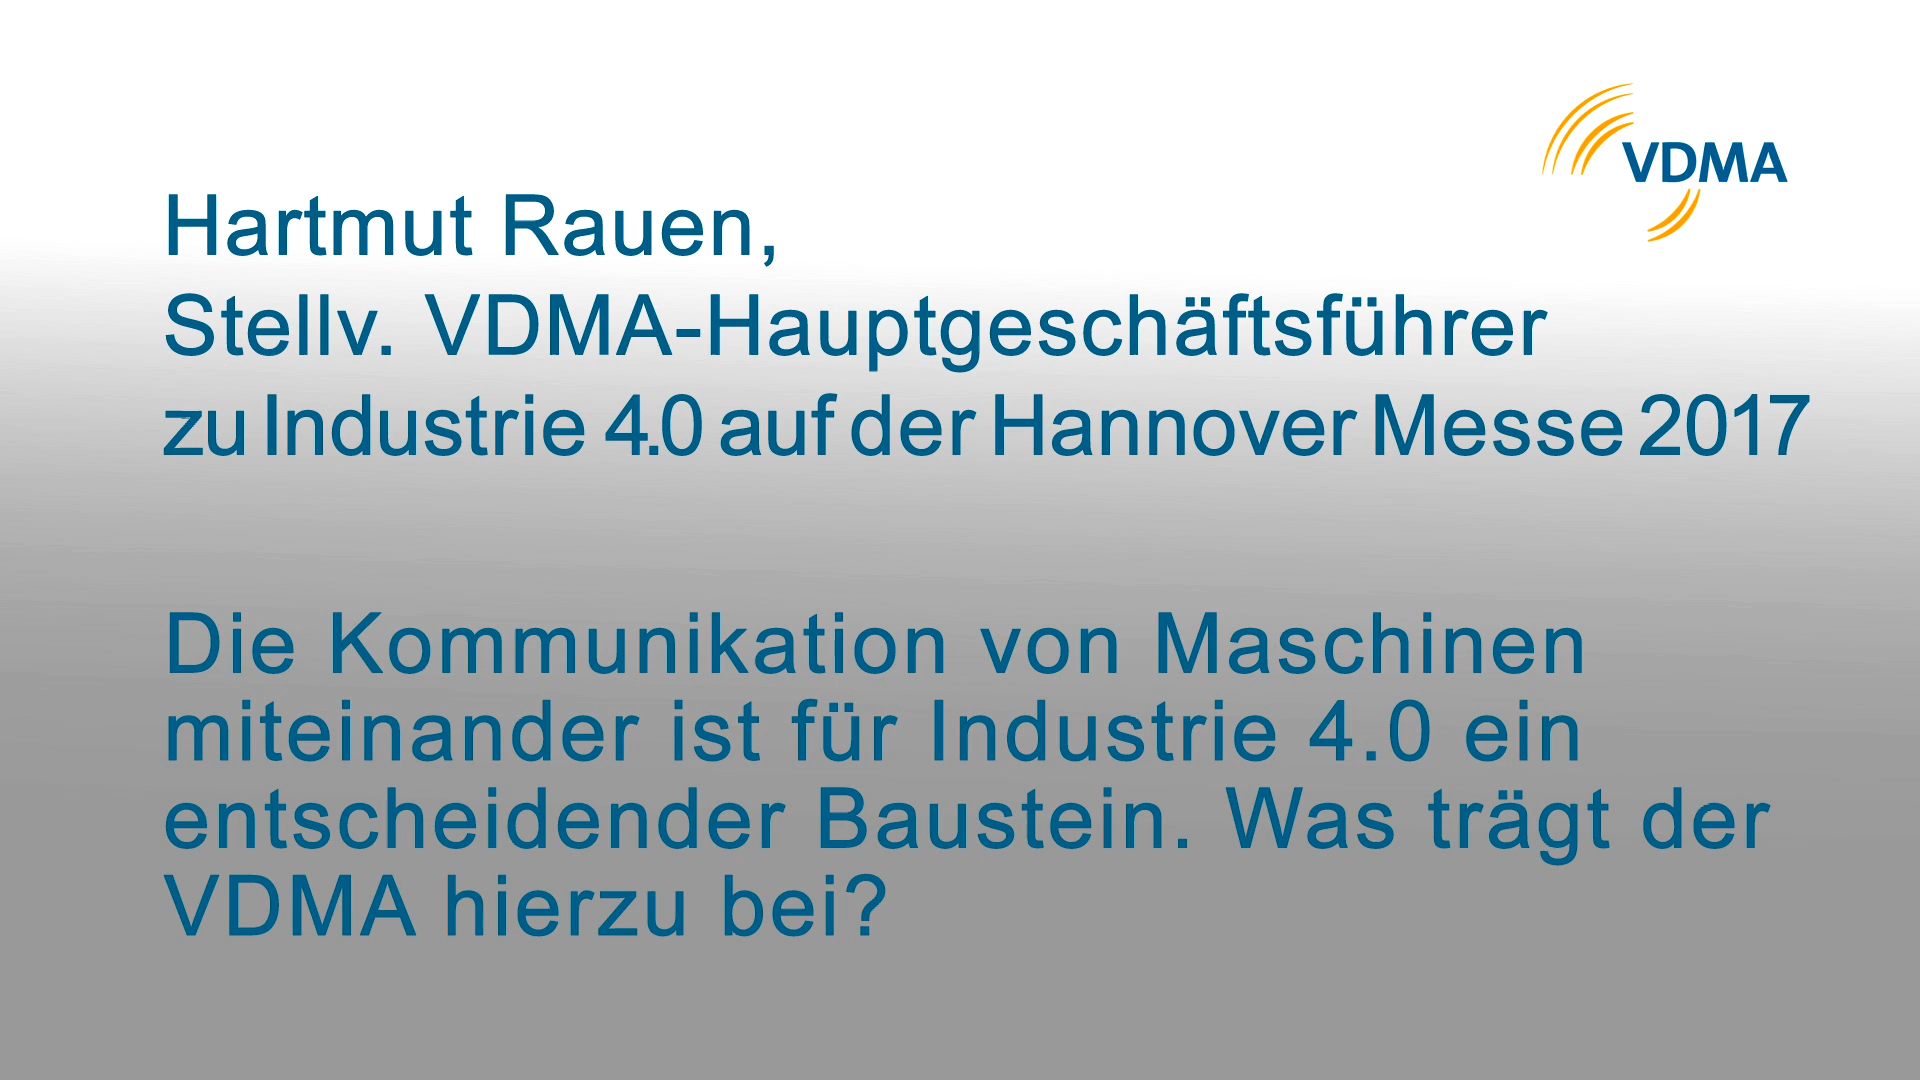 VDMA
Hartmut Rauen,
Stellv. VDMA-Hauptgeschäftsführer
zu Industrie 4.0 auf der Hannover Messe 2017
Die Kommunikation von Maschinen
miteinander ist für Industrie 4.0 ein
entscheidender Baustein. Was trägt der
VDMA hierzu bei?